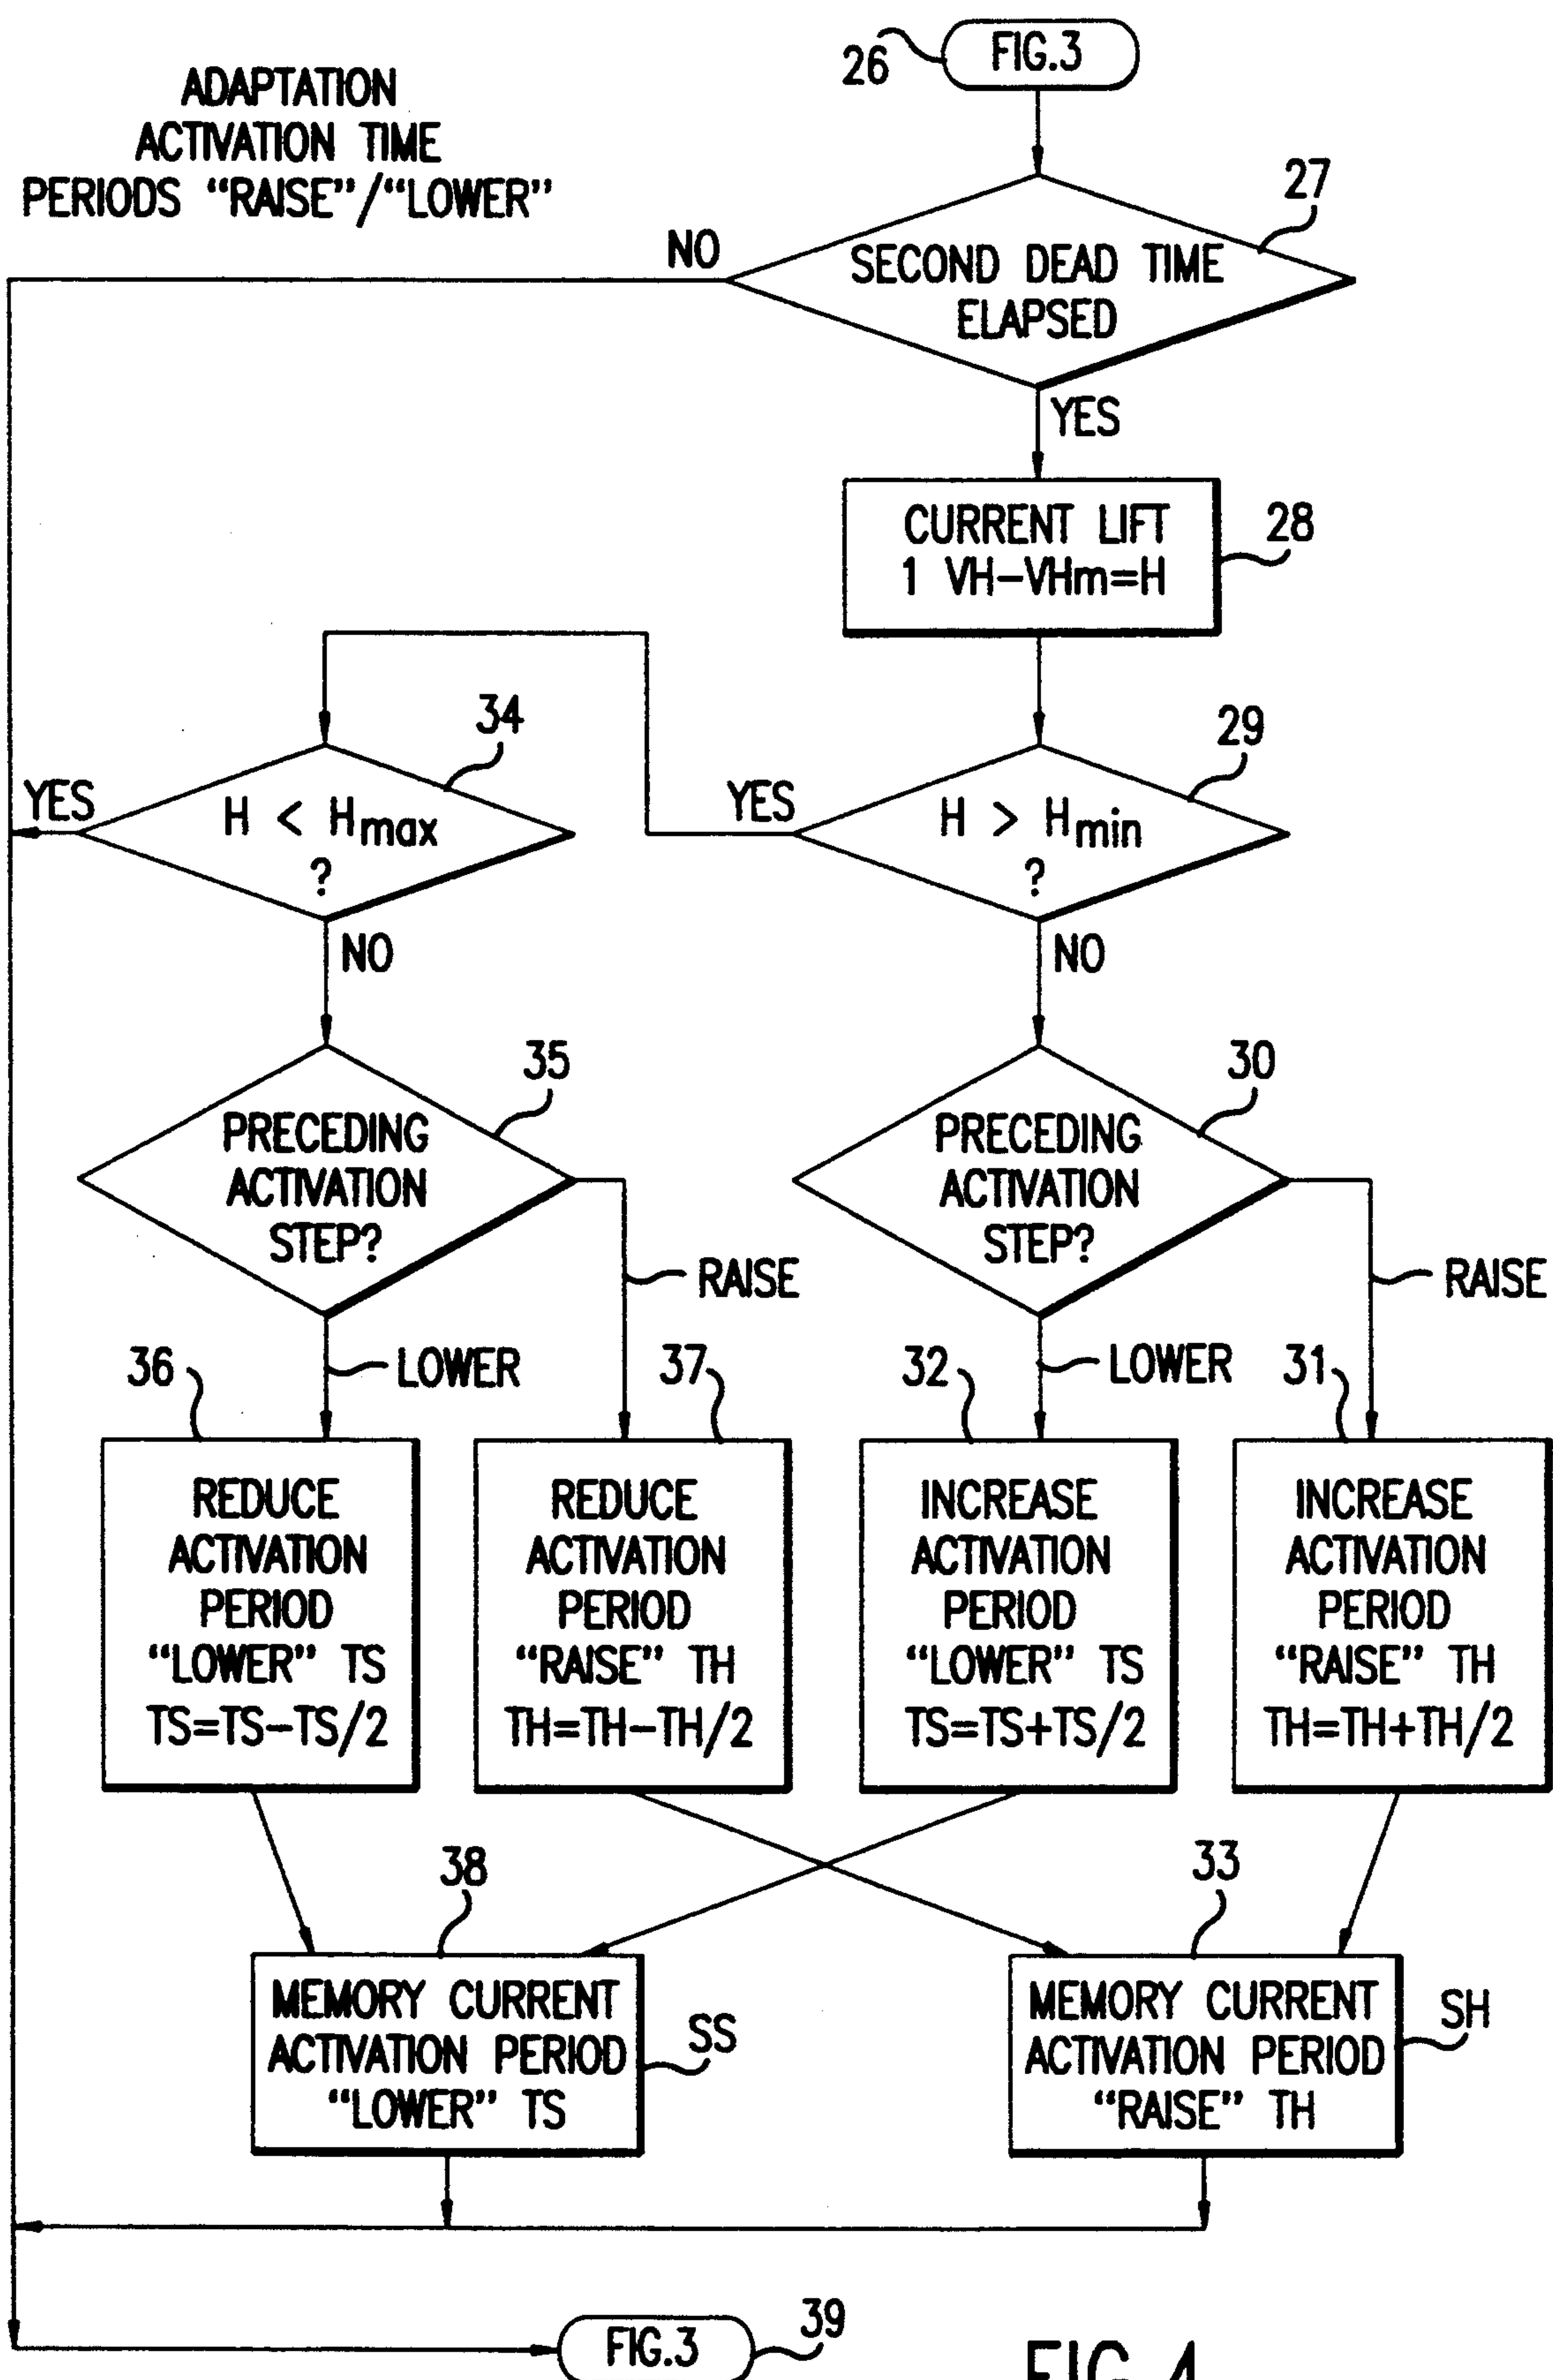 26
FIG.3
ADAPTATION
ACTIVATION TIME
PERIODS “RAISE”/“LOWER”
27
NO
SECOND DEAD TIME
ELAPSED
YES
CURRENT LIFT
1 VH–VHm=H
28
34
29
YES
H < Hmax
?
YES
H > Hmin
?
NO
NO
35
30
PRECEDING
ACTIVATION
STEP?
PRECEDING
ACTIVATION
STEP?
RAISE
RAISE
36
LOWER
37
32
LOWER
31
REDUCE
ACTIVATION
PERIOD
“LOWER” TS
TS=TS–TS/2
REDUCE
ACTIVATION
PERIOD
“RAISE” TH
TH=TH–TH/2
INCREASE
ACTIVATION
PERIOD
“LOWER” TS
TS=TS+TS/2
INCREASE
ACTIVATION
PERIOD
“RAISE” TH
TH=TH+TH/2
38
33
MEMORY CURRENT
ACTIVATION PERIOD
“LOWER” TS
SS
MEMORY CURRENT
ACTIVATION PERIOD
“RAISE” TH
SH
FIG.3
39
FIG.4